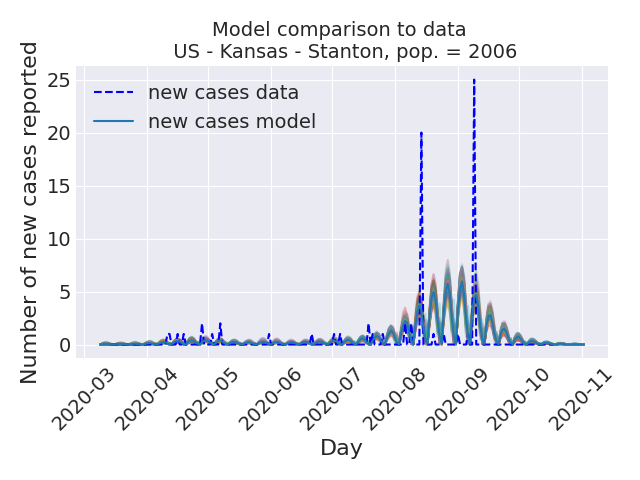 Model comparison to data
US - Kansas - Stanton, pop. = 2006
Number of new cases reported
25
20
15
10
5
0
new cases data
new cases model
2020-03
2020-04
2020-05
2020-06
2020-07
2020-08
2020-09
2020-10
2020-11
Day